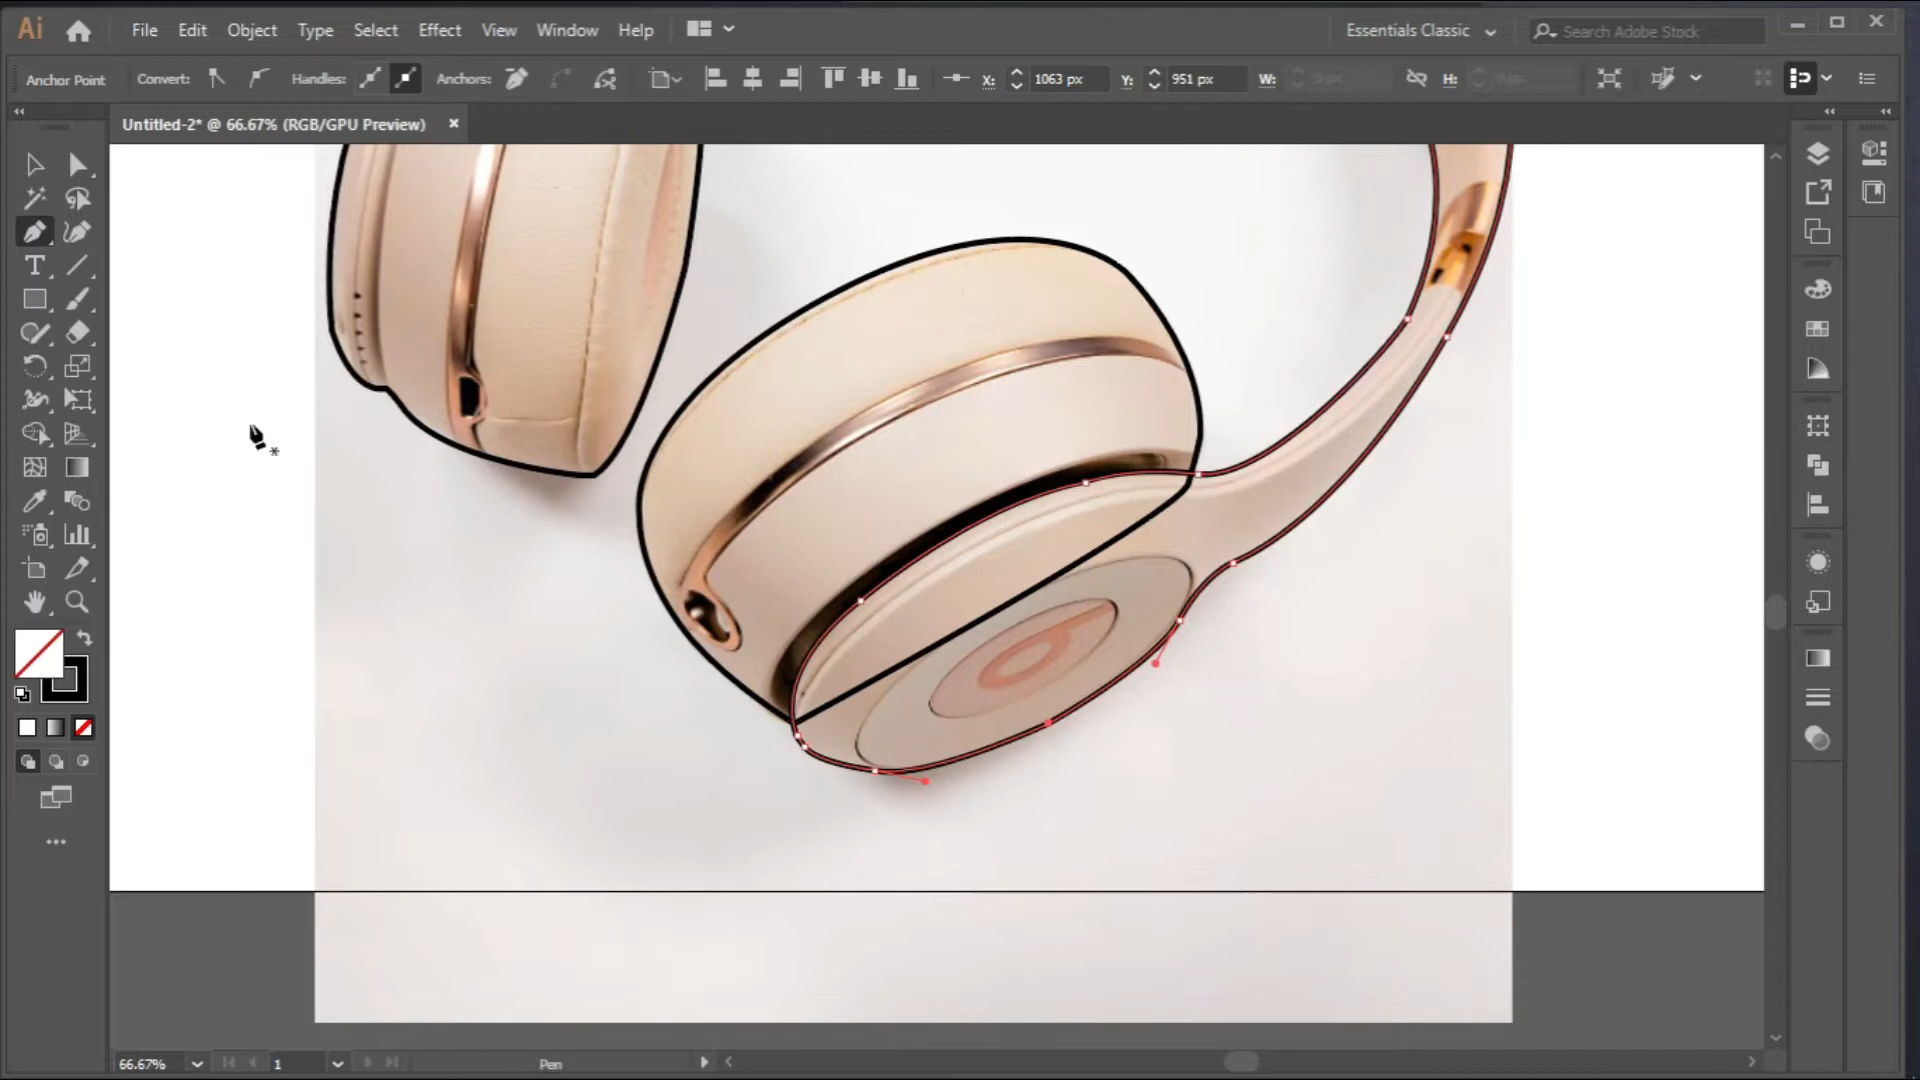 Ai File Edit Object Type Select Effect View Window Help Essentials Classic Search Adobe Stock
Anchor Point Convert: Handles: Anchors: X: 1063 px Y: 951 px W: H:
Untitled-2* @ 66.67% (RGB/GPU Preview) ×
b
66.67% 1 Pen